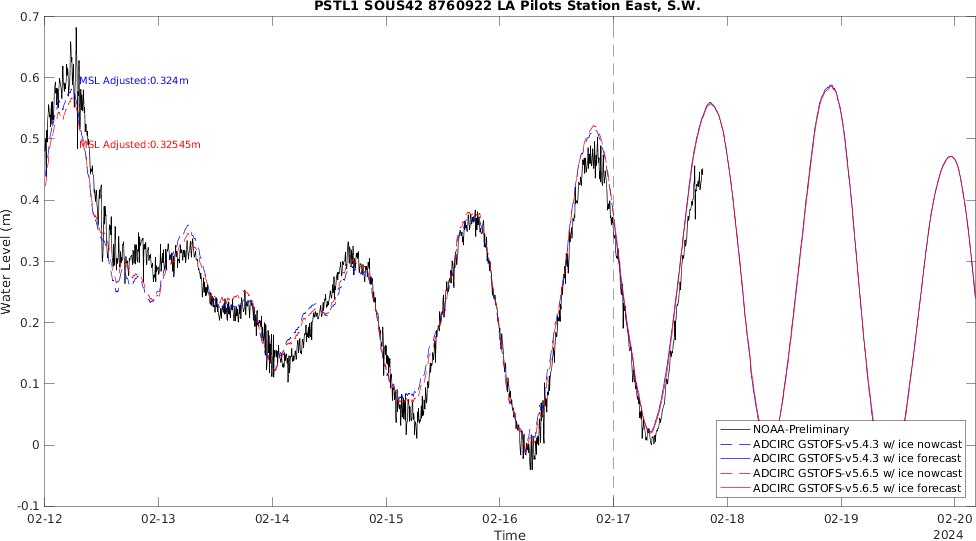 PSTL1 SOUS42 8760922 LA Pilots Station East, S.W.
0.7
0.6
0.5
0.4
0.3
0.2
0.1
0
-0.1
Water Level (m)
MSL Adjusted:0.324m
MSL Adjusted:0.32545m
NOAA-Preliminary
ADCIRC GSTOFS-v5.4.3 w/ ice nowcast
ADCIRC GSTOFS-v5.4.3 w/ ice forecast
ADCIRC GSTOFS-v5.6.5 w/ ice nowcast
ADCIRC GSTOFS-v5.6.5 w/ ice forecast
02-12 02-13 02-14 02-15 02-16 02-17 02-18 02-19 02-20
Time
2024